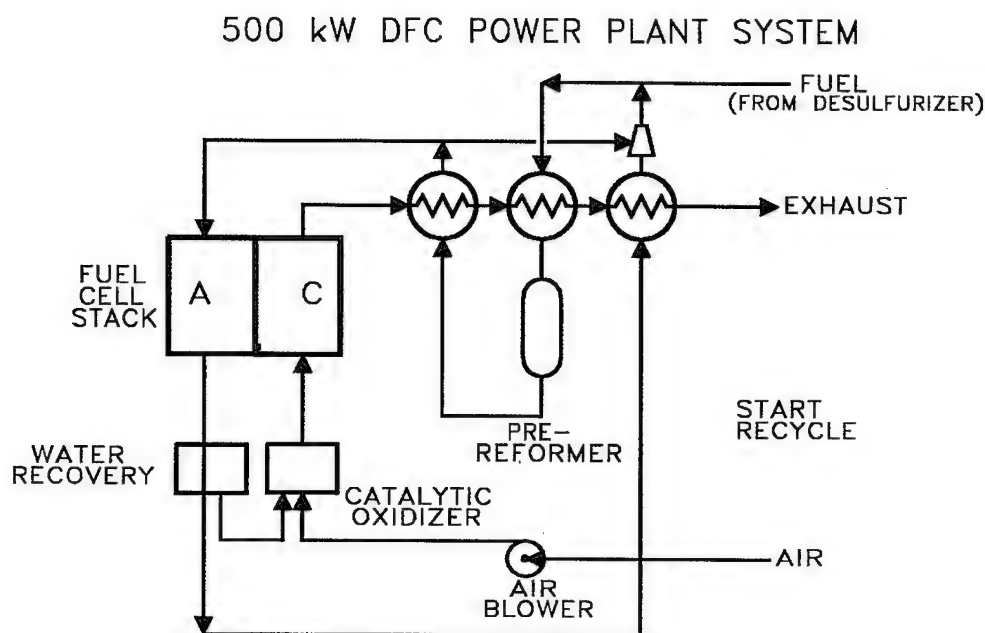 500 kW DFC POWER PLANT SYSTEM
FUEL
(FROM DESULFURIZER)
EXHAUST
FUEL
CELL
STACK
A
C
PRE-
REFORMER
START
RECYCLE
WATER
RECOVERY
CATALYTIC
OXIDIZER
AIR
AIR
BLOWER